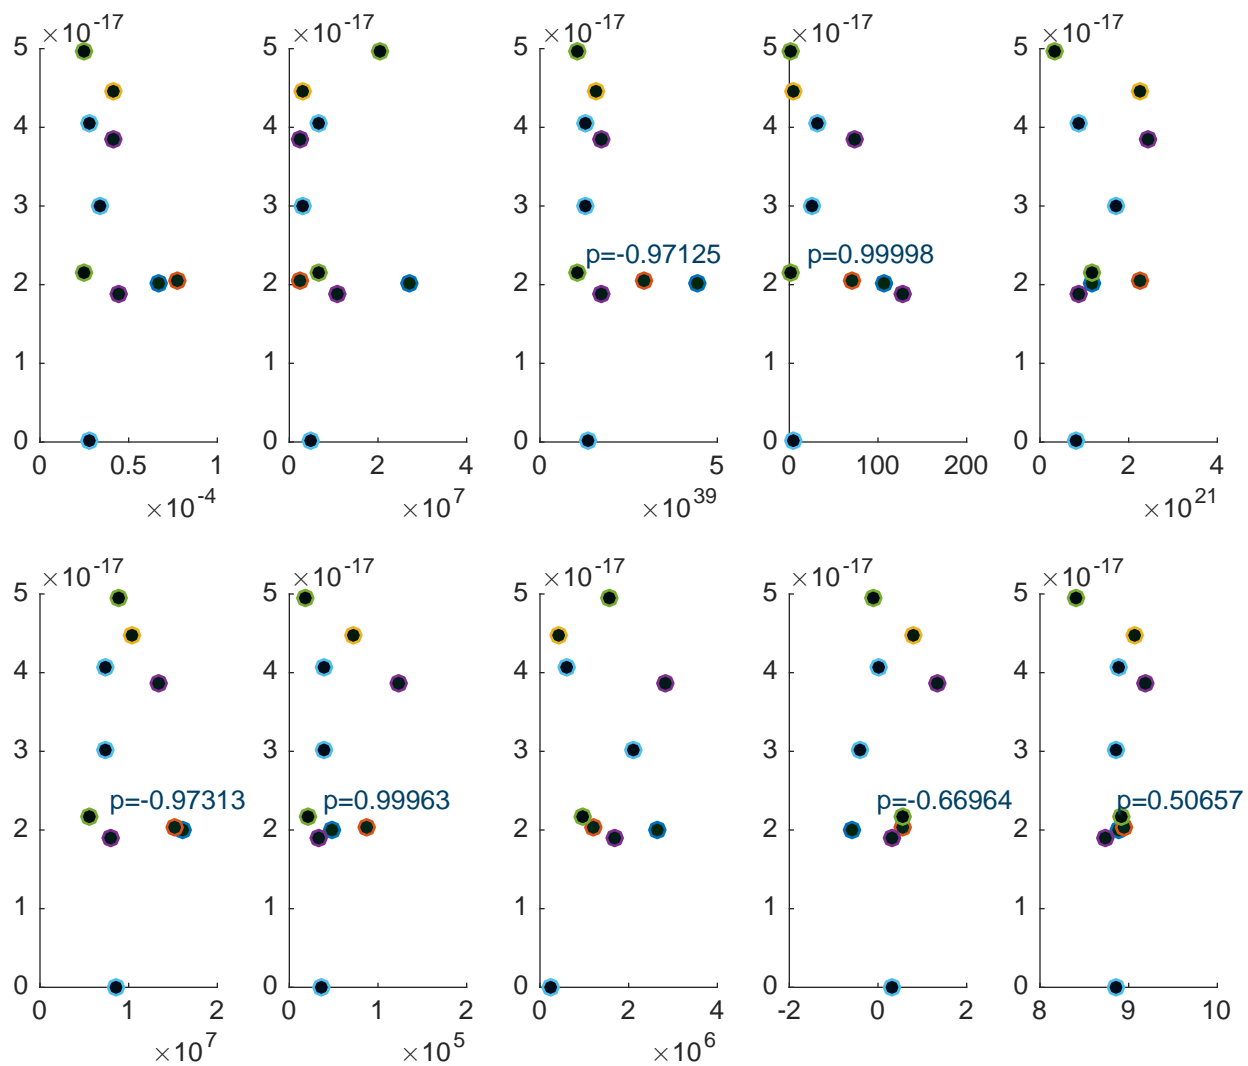 ×10-17 ×10-17 ×10-17 ×10-17 ×10-17
5 5 5 5 5
4 4 4 4 4
3 3 3 3 3
p=-0.97125 p=0.99998
2 2 2 2 2
1 1 1 1 1
0 0 0 0 0
0 0.5 1 0 2 4 0 5 0 100 200 0 2 4
×10-4 ×107 ×1039 ×1021
×10-17 ×10-17 ×10-17 ×10-17 ×10-17
5 5 5 5 5
4 4 4 4 4
3 3 3 3 3
p=-0.97313 p=0.99963 p=-0.66964 p=0.50657
2 2 2 2 2
1 1 1 1 1
0 0 0 0 0
0 1 2 0 1 2 0 2 4 -2 0 2 8 9 10
×107 ×105 ×106